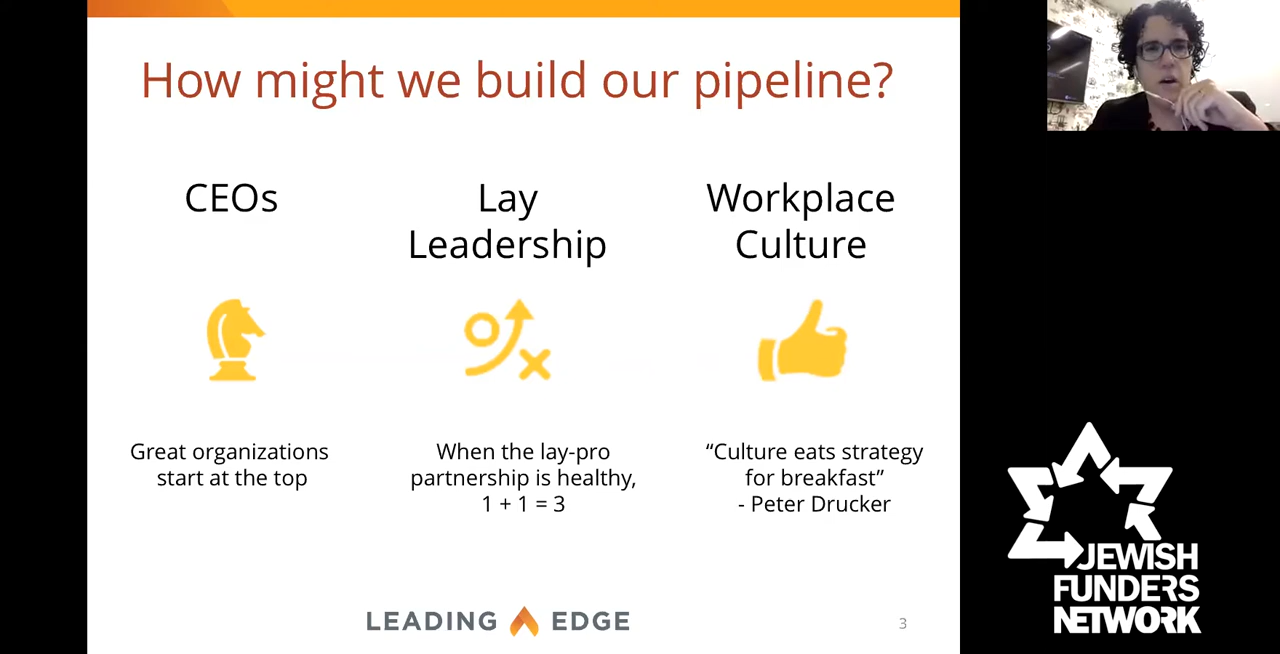 How might we build our pipeline?
CEOs
Lay
Leadership
Workplace
Culture
Great organizations
start at the top
When the lay-pro
partnership is healthy,
1 + 1 = 3
“Culture eats strategy
for breakfast”
- Peter Drucker
LEADING EDGE
3
JEWISH
FUNDERS
NETWORK